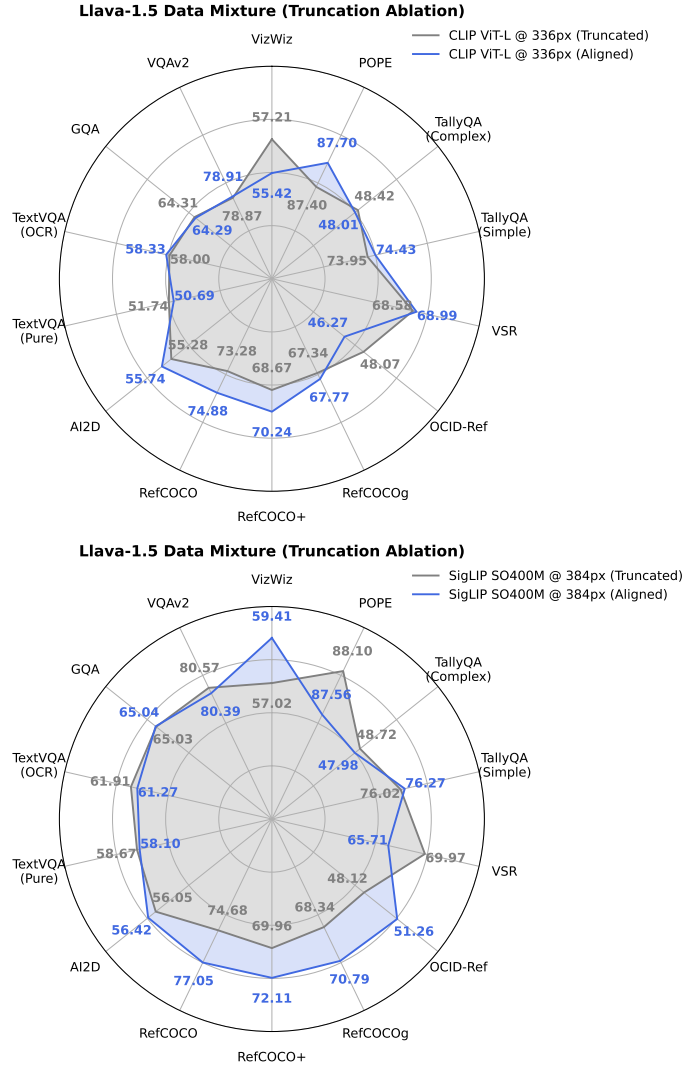 Llava-1.5 Data Mixture (Truncation Ablation)
CLIP ViT-L @ 336px (Truncated)
CLIP ViT-L @ 336px (Aligned)
VizWiz
VQAv2
POPE
GQA
TallyQA
(Complex)
TextVQA
(OCR)
TallyQA
(Simple)
TextVQA
(Pure)
VSR
AI2D
OCID-Ref
RefCOCO
RefCOCOg
RefCOCO+
57.21
87.70
78.91
55.42
64.31
78.87
87.40
48.42
64.29
48.01
58.33
58.00
73.95
74.43
51.74
50.69
68.58
68.99
46.27
55.28
73.28
68.67
67.34
48.07
55.74
74.88
70.24
67.77
Llava-1.5 Data Mixture (Truncation Ablation)
SigLIP SO400M @ 384px (Truncated)
SigLIP SO400M @ 384px (Aligned)
VizWiz
VQAv2
POPE
GQA
TallyQA
(Complex)
TextVQA
(OCR)
TallyQA
(Simple)
TextVQA
(Pure)
VSR
AI2D
OCID-Ref
RefCOCO
RefCOCOg
RefCOCO+
59.41
88.10
80.57
57.02
87.56
65.04
80.39
65.03
48.72
47.98
61.91
61.27
76.02
76.27
58.67
58.10
65.71
69.97
56.05
74.68
69.96
68.34
48.12
56.42
77.05
72.11
70.79
51.26